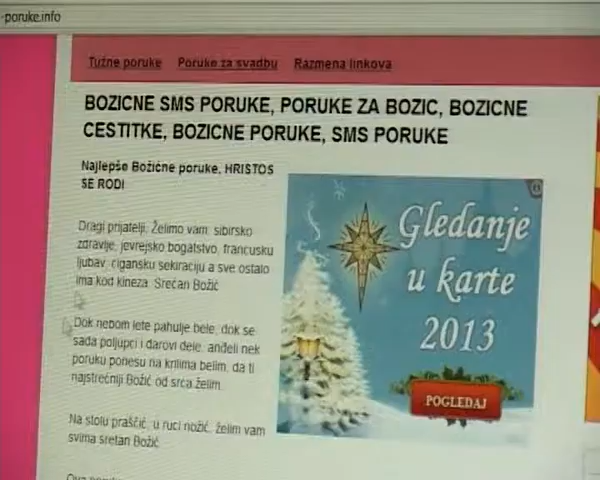 -poruke.info
Tužne poruke Poruke za svadbu Razmena linkova
BOZICNE SMS PORUKE, PORUKE ZA BOZIC, BOZICNE
CESTITKE, BOZICNE PORUKE, SMS PORUKE
Najlepše Božićne poruke, HRISTOS
SE RODI
Dragi prijatelji, Želimo vam, sibirsko
zdravlje, jevrejsko bogatstvo, francusku
ljubav, cigansku sekiraciju a sve ostalo
ima kod kineza. Srećan Božić
Dok nebom lete pahulje bele, dok se
sada poljupci i darovi dele, anđeli nek
poruku ponesu na krilima belim, da ti
najsrećniji Božić od srca želim.
Na stolu praščić, u ruci nožić, želim vam
svima sretan Božić
Gledanje
u karte
2013
POGLEDAJ